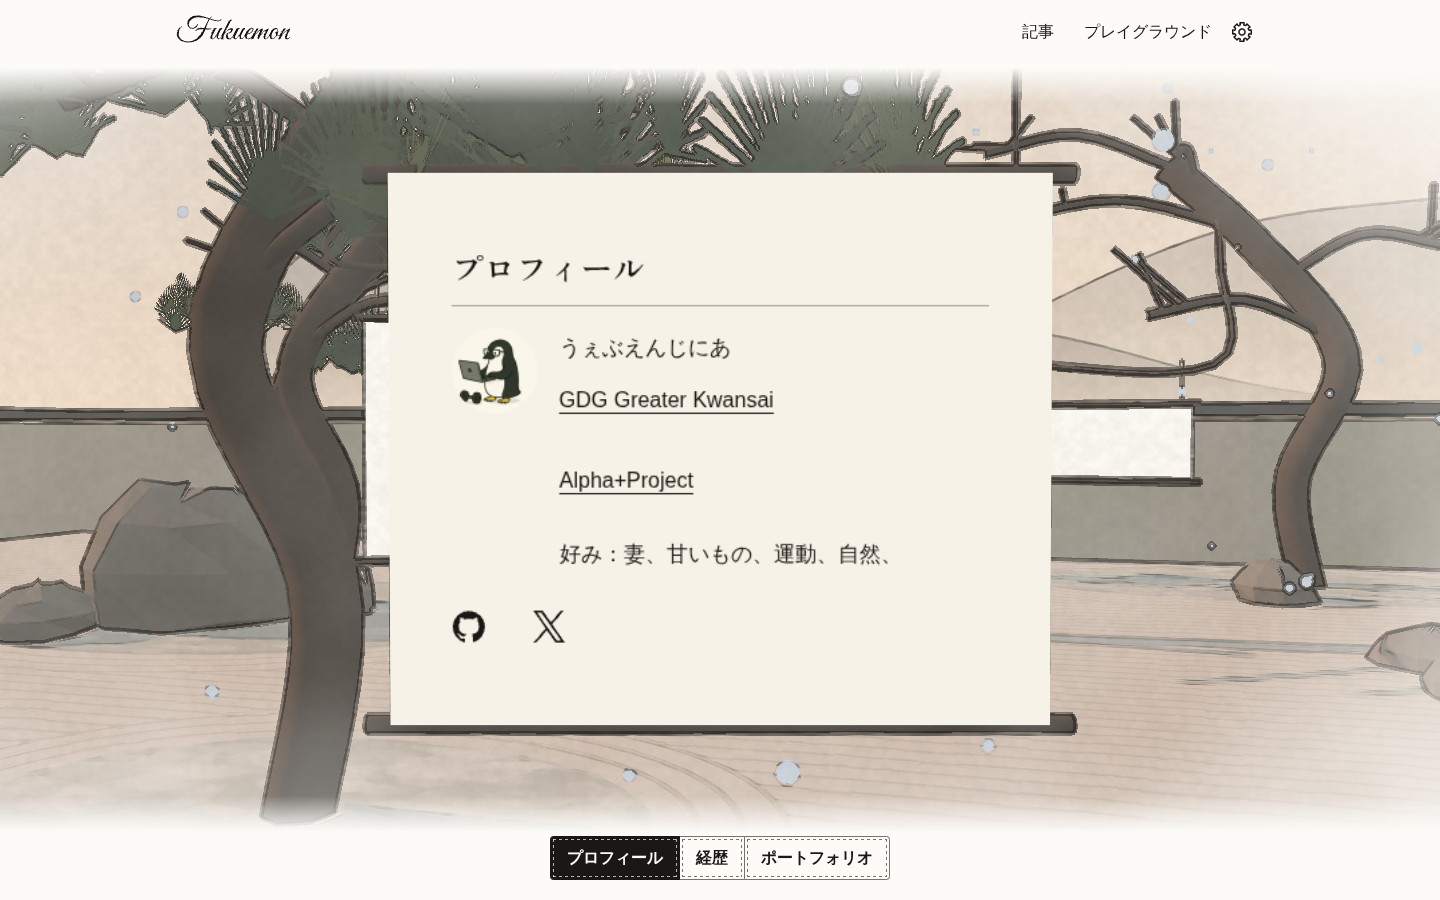 Fukuemon
記事
プレイグラウンド
プロフィール
うぇぶえんじにあ
GDG Greater Kwansai
Alpha+Project
好み：妻、甘いもの、運動、自然、
プロフィール
経歴
ポートフォリオ